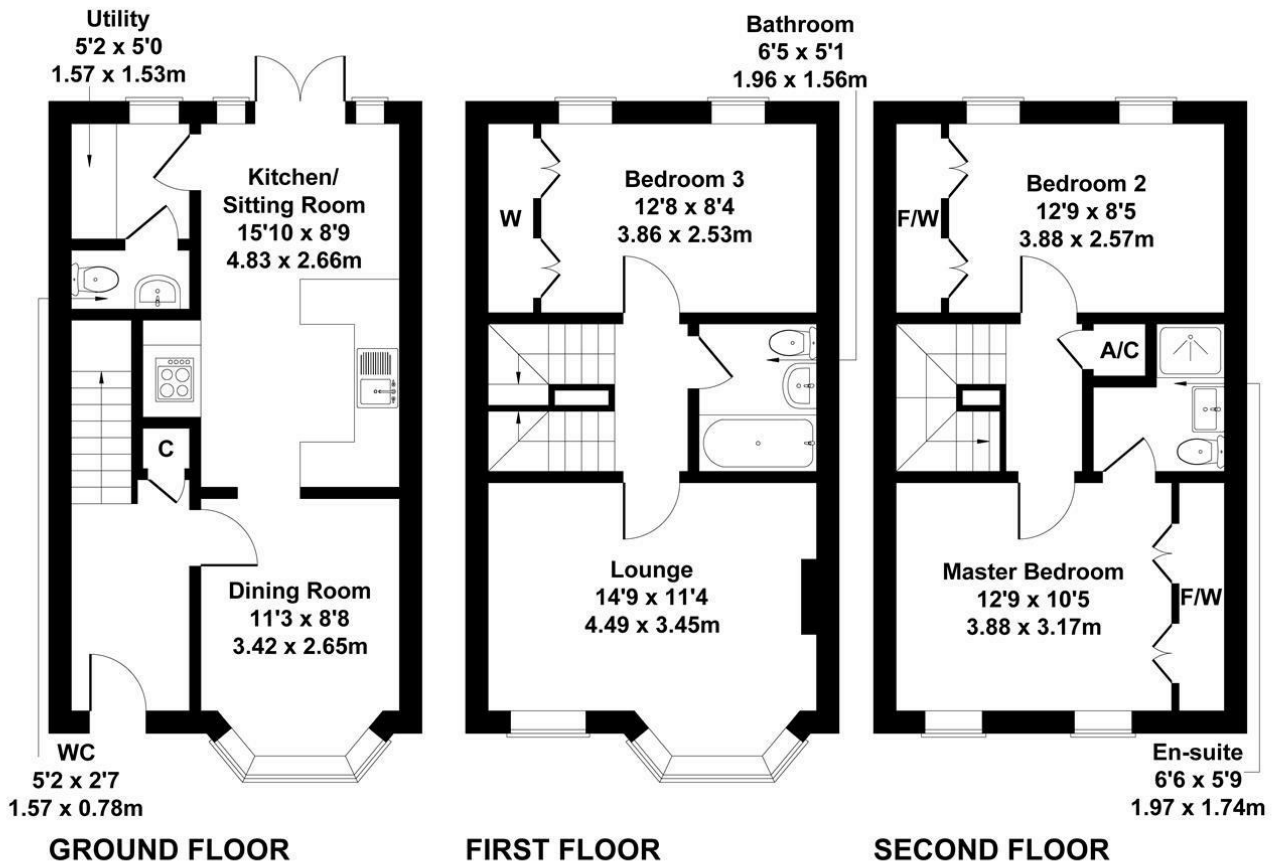 Utility
5'2 x 5'0
1.57 x 1.53m
Kitchen/
Sitting Room
15'10 x 8'9
4.83 x 2.66m
C
Dining Room
11'3 x 8'8
3.42 x 2.65m
WC
5'2 x 2'7
1.57 x 0.78m
GROUND FLOOR
Bathroom
6'5 x 5'1
1.96 x 1.56m
W
Bedroom 3
12'8 x 8'4
3.86 x 2.53m
Lounge
14'9 x 11'4
4.49 x 3.45m
FIRST FLOOR
F/W
Bedroom 2
12'9 x 8'5
3.88 x 2.57m
A/C
Master Bedroom
12'9 x 10'5
3.88 x 3.17m
F/W
En-suite
6'6 x 5'9
1.97 x 1.74m
SECOND FLOOR